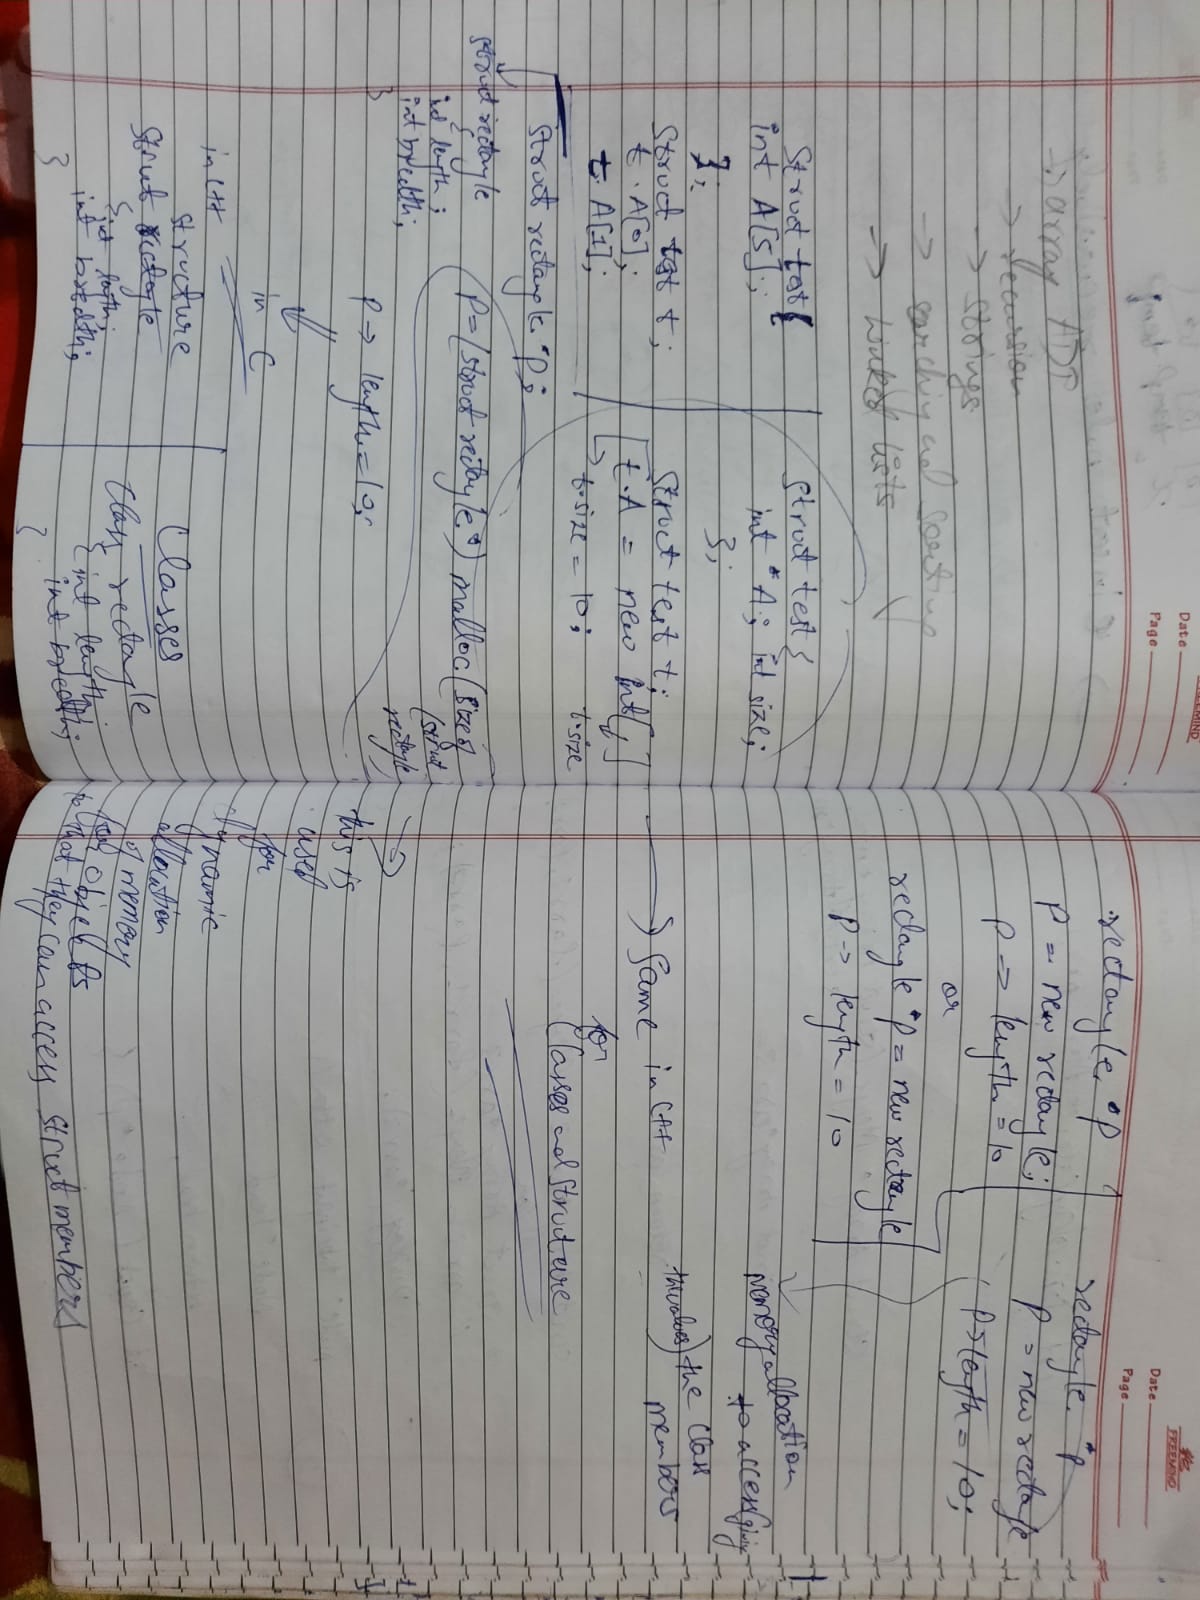 FREEMIND
Date
Page
array ADT
→ recursion
→ strings
→ searching and sorting
→ Linked lists
struct test {
int A[5];
};
struct test t;
t.A[0];
t.A[1];
struct test {
int *A; int size;
};
struct test t;
t.A = new int[ ]
t.size = 10; t.size
struct rectangle *p;
struct rectangle
{
int length;
int breadth;
}
p = (struct rectangle*) malloc (sizeof
(struct
rectangle
p → length = 10;
in C
in C++
structure
struct rectangle
{ int length;
int breadth;
}
Classes
class rectangle
{ int length;
int breadth;
}
FREEMIND
Date
Page
rectangle *p
p = new rectangle;
p → length = 10
or
rectangle *p = new rectangle
p → length = 10
rectangle *p
p = new rectangle
p → length = 10;
memory allocation
to access (giving
the values) the class
members
→ Same in C++
for
Classes and structure
this is
used
for
dynamic
allocation
of memory
for objects
so that they can access struct members